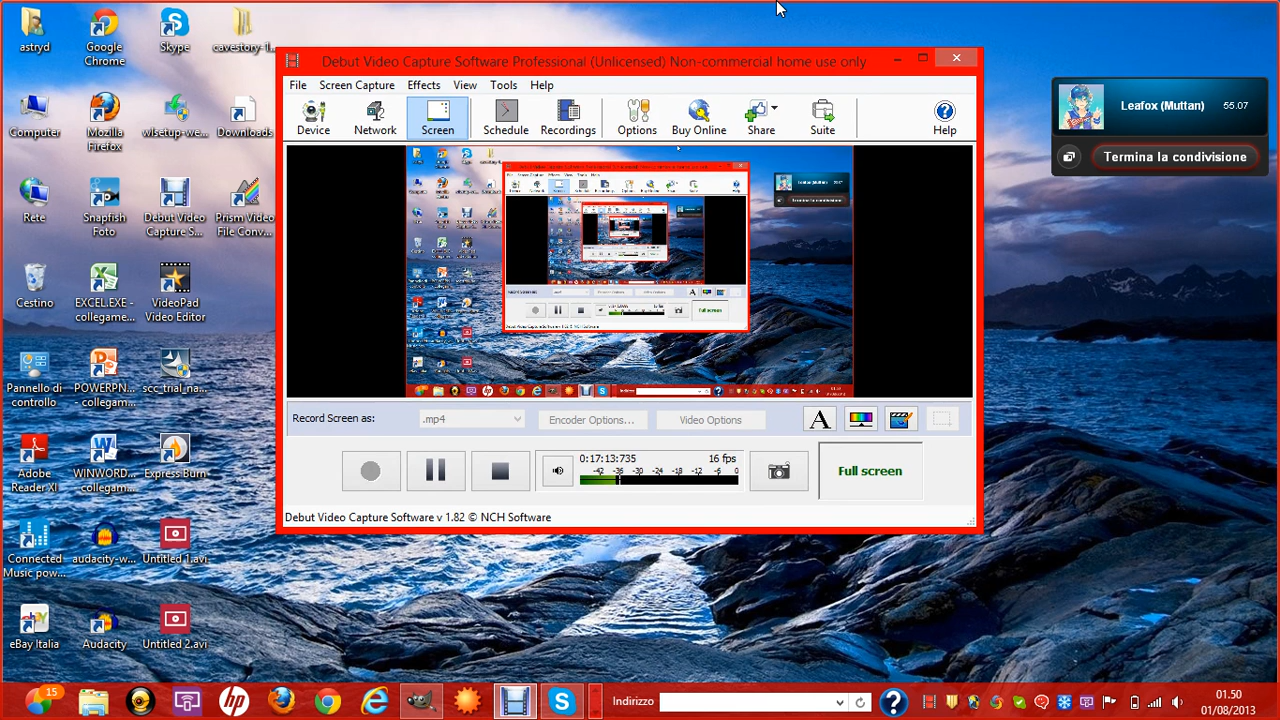 astryd
Google Chrome
Skype
cavestory-1...
Computer
Mozilla Firefox
wlsetup-we...
Downloads
Rete
Snapfish Foto
Debut Video Capture S...
Prism Video File Conv...
Cestino
EXCEL.EXE - collegame...
VideoPad Video Editor
Pannello di controllo
POWERPN... - collegam...
scc_trial_na...
Adobe Reader XI
WINWORD... - collegam...
Express Burn
Connected Music pow...
audacity-w...
Untitled 1.avi
eBay Italia
Audacity
Untitled 2.avi
Debut Video Capture Software Professional (Unlicensed) Non-commercial home use only
File Screen Capture Effects View Tools Help
Device Network Screen Schedule Recordings Options Buy Online Share Suite Help
Record Screen as: .mp4 Encoder Options... Video Options A
0:17:13:735 16 fps
-42 -36 -30 -24 -18 -12 -6 0
Full screen
Debut Video Capture Software v 1.82 © NCH Software
Leafox (Muttan) 55.07
Termina la condivisione
15
hp
Indirizzo
01.50
01/08/2013